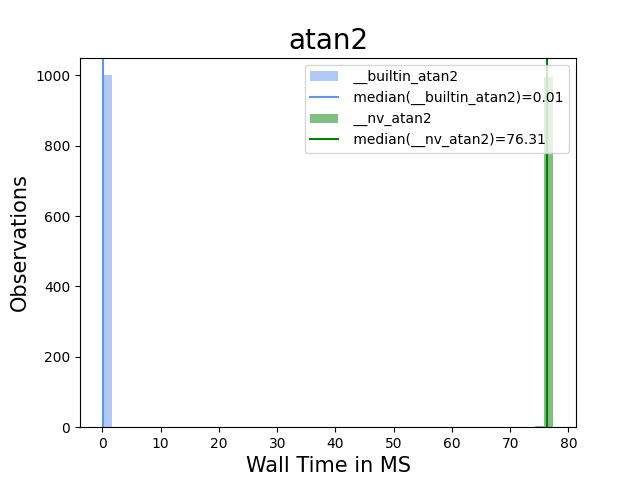 atan2
Observations
1000
800
600
400
200
0
__builtin_atan2
median(__builtin_atan2)=0.01
__nv_atan2
median(__nv_atan2)=76.31
0 10 20 30 40 50 60 70 80
Wall Time in MS